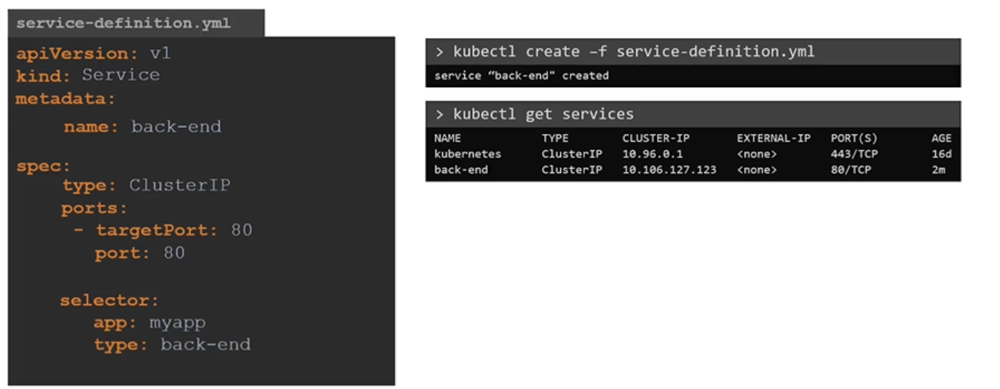 service-definition.yml
apiVersion: v1
kind: Service
metadata:
name: back-end
spec:
type: ClusterIP
ports:
- targetPort: 80
port: 80
selector:
app: myapp
type: back-end
> kubectl create –f service-definition.yml
service “back-end" created
> kubectl get services
NAME TYPE CLUSTER-IP EXTERNAL-IP PORT(S) AGE
kubernetes ClusterIP 10.96.0.1 <none> 443/TCP 16d
back-end ClusterIP 10.106.127.123 <none> 80/TCP 2m